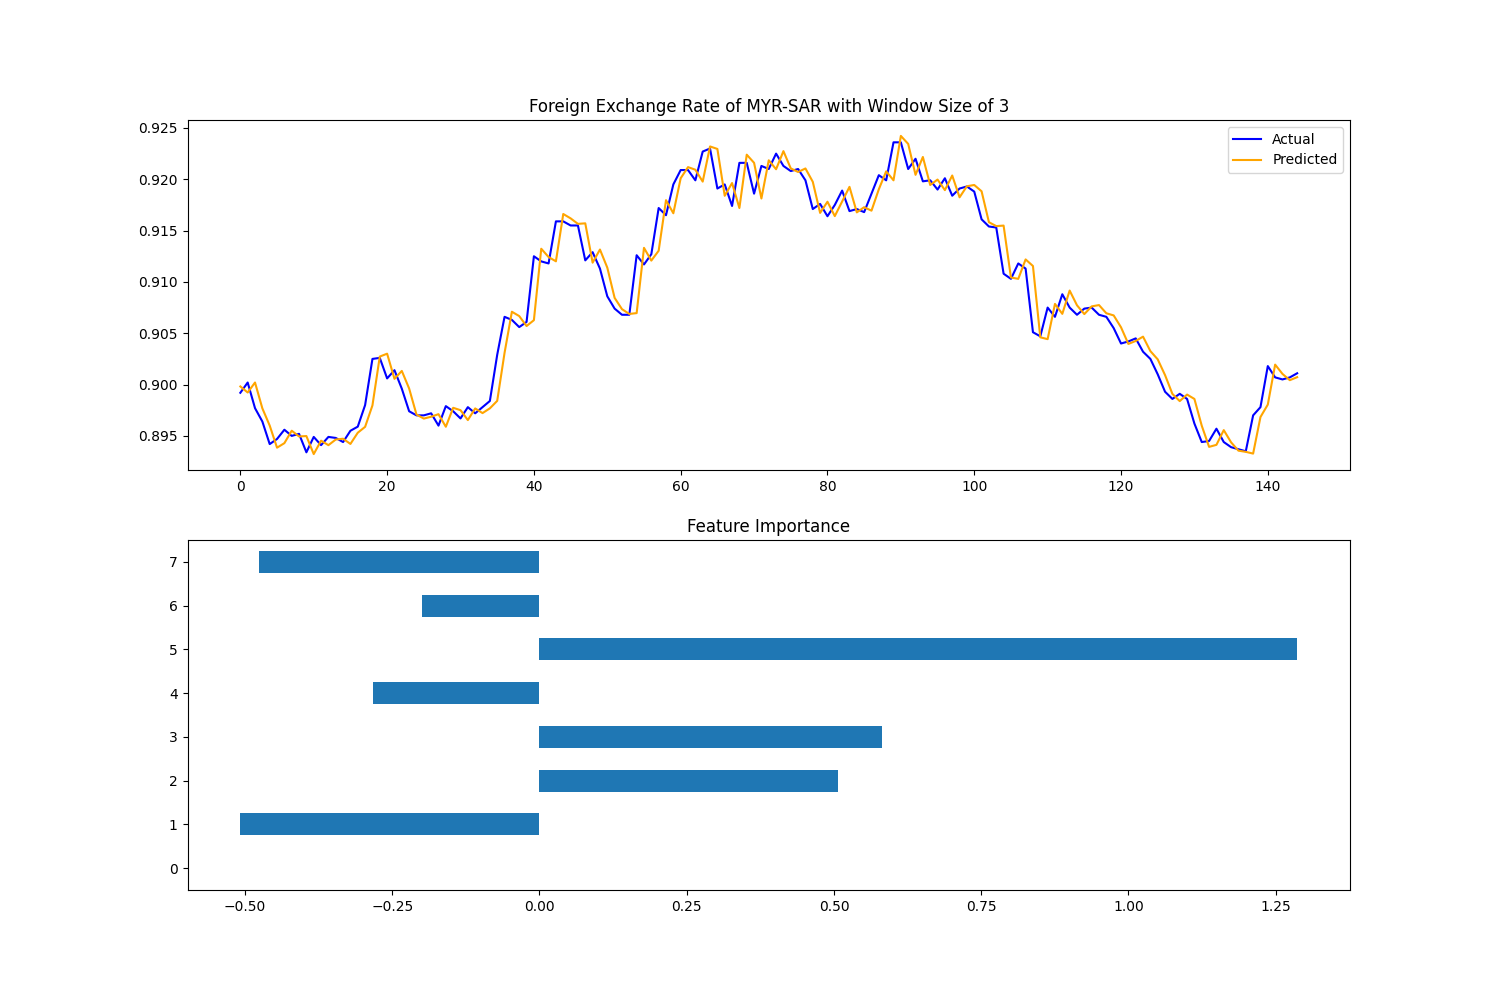 Foreign Exchange Rate of MYR-SAR with Window Size of 3
0.925
0.920
0.915
0.910
0.905
0.900
0.895
Actual
Predicted
0 20 40 60 80 100 120 140
Feature Importance
7
6
5
4
3
2
1
0
−0.50 −0.25 0.00 0.25 0.50 0.75 1.00 1.25